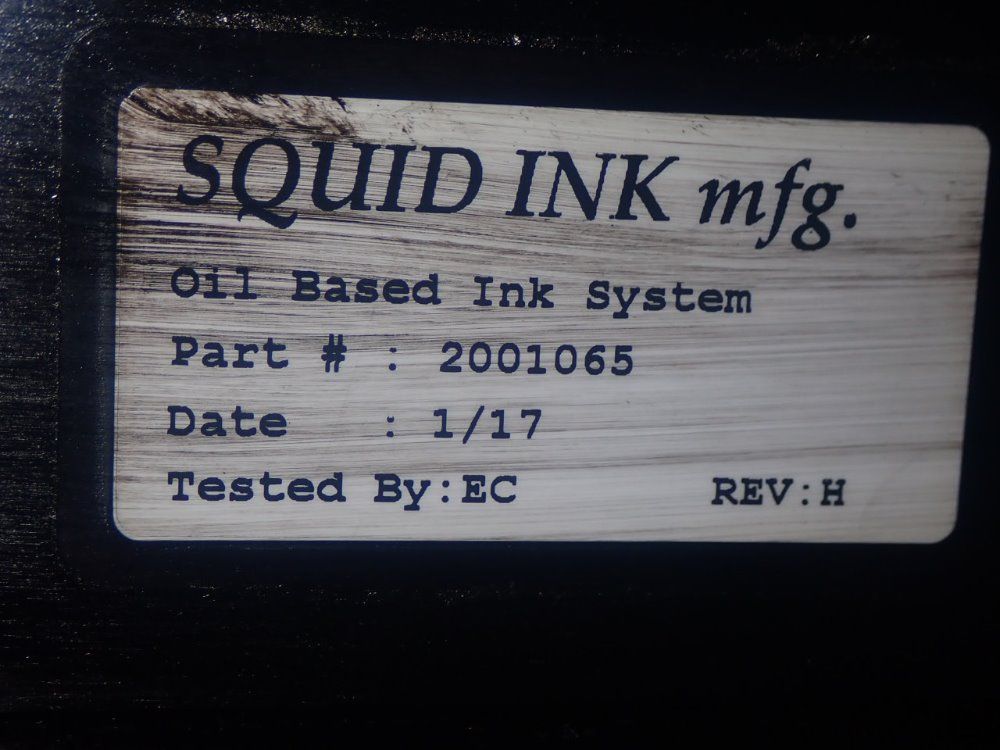 SQUID INK mfg.
Oil Based Ink System
Part # : 2001065
Date : 1/17
Tested By:EC REV:H